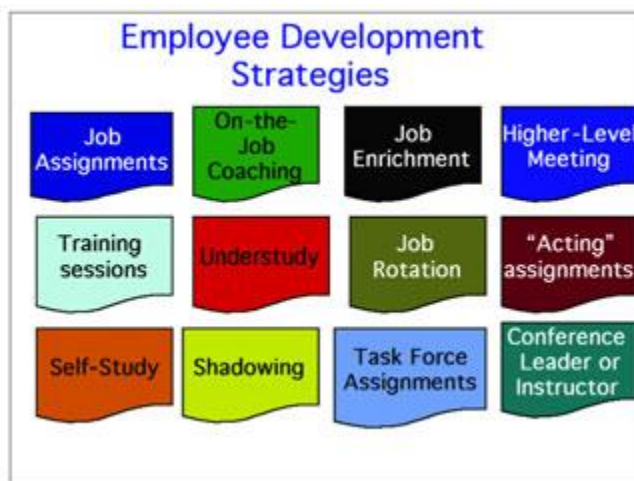 Employee Development
Strategies
Job
Assignments
On-the-
Job
Coaching
Job
Enrichment
Higher-Level
Meeting
Training
sessions
Understudy
Job
Rotation
“Acting”
assignments
Self-Study
Shadowing
Task Force
Assignments
Conference
Leader or
Instructor